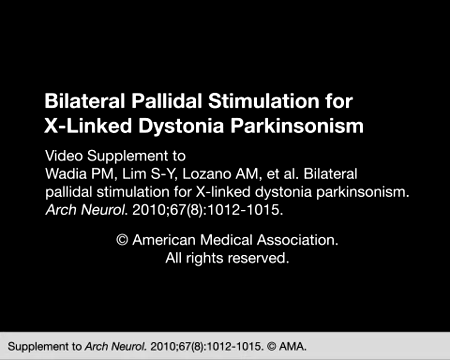 Bilateral Pallidal Stimulation for
X-Linked Dystonia Parkinsonism
Video Supplement to
Wadia PM, Lim S-Y, Lozano AM, et al. Bilateral
pallidal stimulation for X-linked dystonia parkinsonism.
Arch Neurol. 2010;67(8):1012-1015.
© American Medical Association.
All rights reserved.
Supplement to Arch Neurol. 2010;67(8):1012-1015. © AMA.